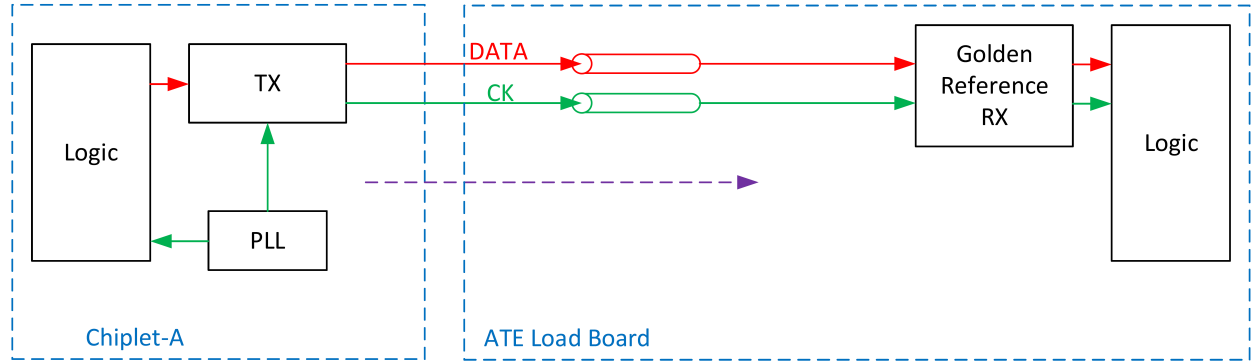 DATA
CK
Logic
TX
PLL
Golden
Reference
RX
Logic
Chiplet-A
ATE Load Board